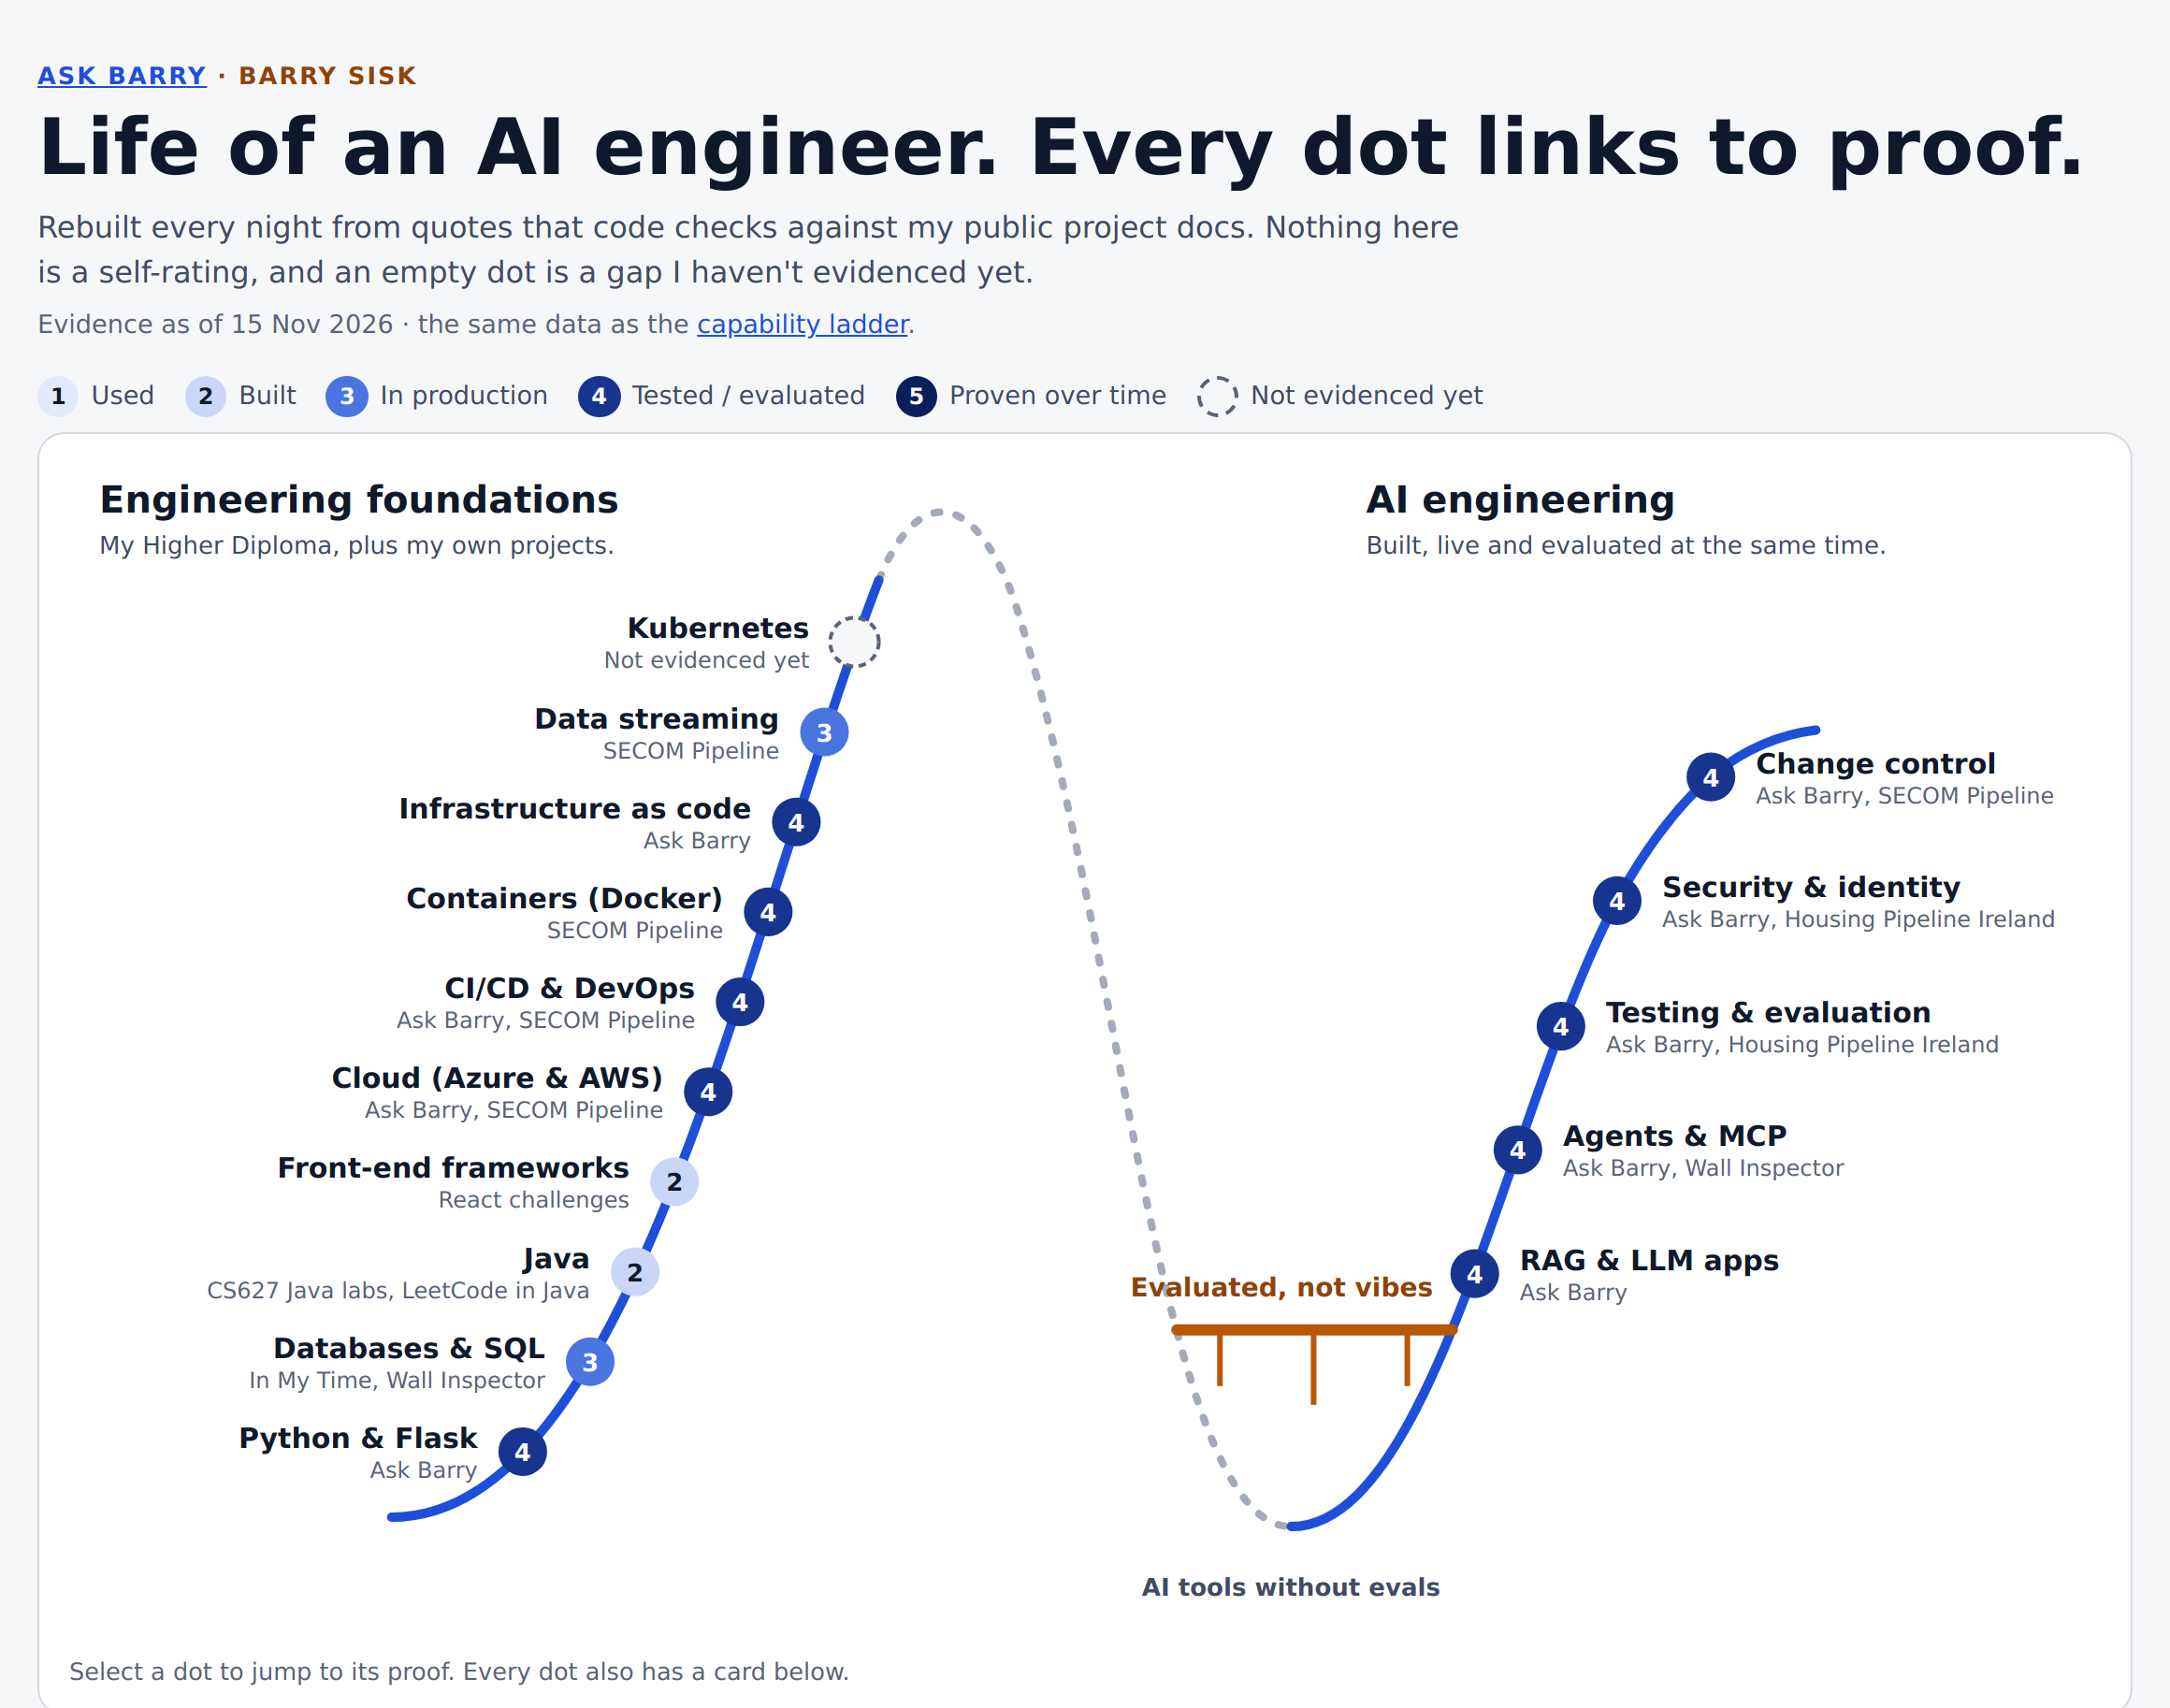 ASK BARRY · BARRY SISK
Life of an AI engineer. Every dot links to proof.
Rebuilt every night from quotes that code checks against my public project docs. Nothing here
is a self-rating, and an empty dot is a gap I haven't evidenced yet.
Evidence as of 15 Nov 2026 · the same data as the capability ladder.
1 Used 2 Built 3 In production 4 Tested / evaluated 5 Proven over time Not evidenced yet
Engineering foundations
My Higher Diploma, plus my own projects.
Kubernetes
Not evidenced yet
Data streaming
SECOM Pipeline
3
Infrastructure as code
Ask Barry
4
Containers (Docker)
SECOM Pipeline
4
CI/CD & DevOps
Ask Barry, SECOM Pipeline
4
Cloud (Azure & AWS)
Ask Barry, SECOM Pipeline
4
Front-end frameworks
React challenges
2
Java
CS627 Java labs, LeetCode in Java
2
Databases & SQL
In My Time, Wall Inspector
3
Python & Flask
Ask Barry
4
AI engineering
Built, live and evaluated at the same time.
4
Change control
Ask Barry, SECOM Pipeline
4
Security & identity
Ask Barry, Housing Pipeline Ireland
4
Testing & evaluation
Ask Barry, Housing Pipeline Ireland
4
Agents & MCP
Ask Barry, Wall Inspector
4
RAG & LLM apps
Ask Barry
Evaluated, not vibes
AI tools without evals
Select a dot to jump to its proof. Every dot also has a card below.